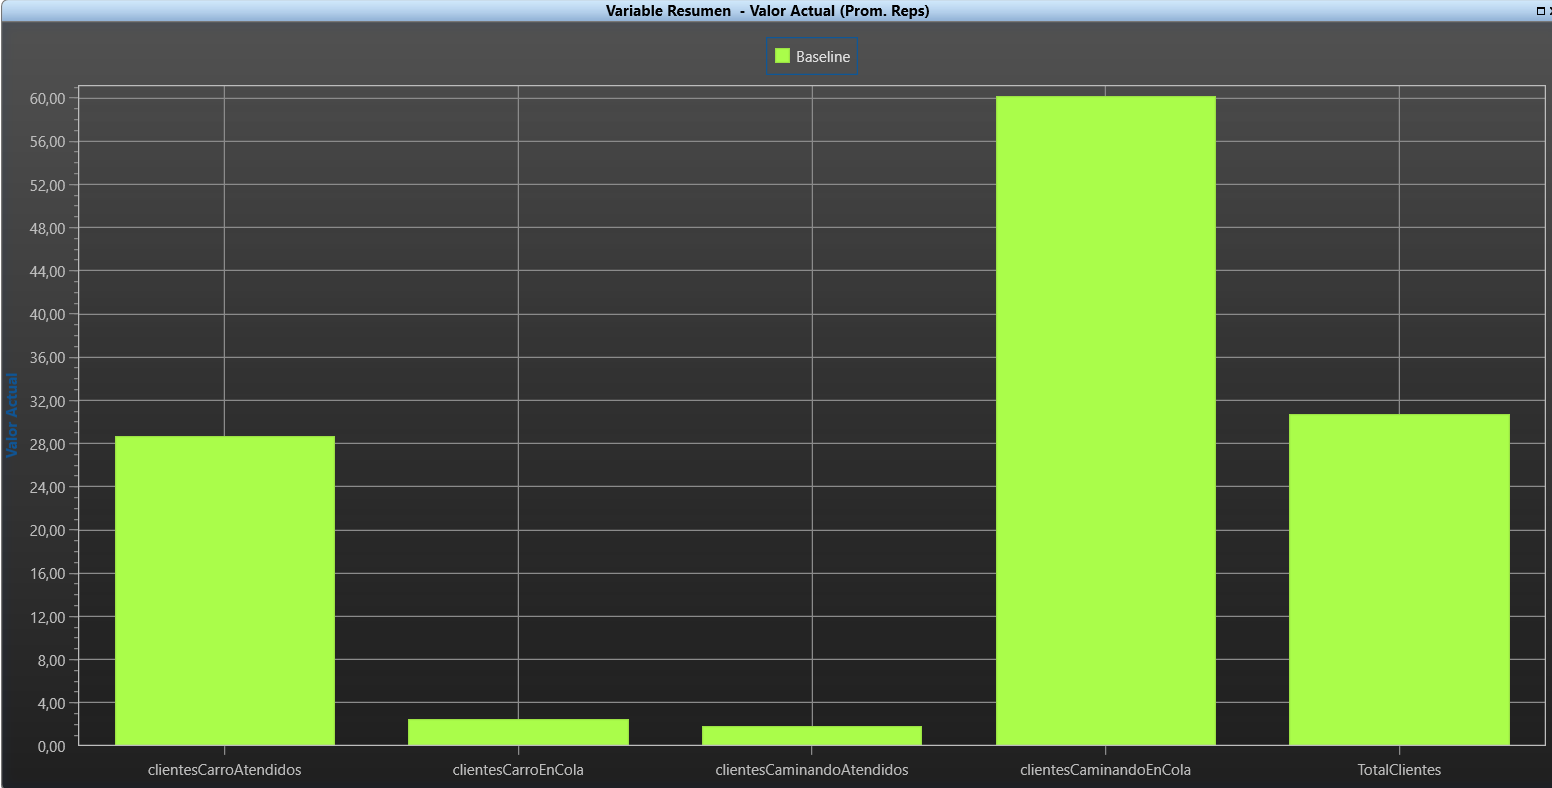 Variable Resumen  - Valor Actual (Prom. Reps)
Baseline
Valor Actual
60,00
56,00
52,00
48,00
44,00
40,00
36,00
32,00
28,00
24,00
20,00
16,00
12,00
8,00
4,00
0,00
clientesCarroAtendidos
clientesCarroEnCola
clientesCaminandoAtendidos
clientesCaminandoEnCola
TotalClientes